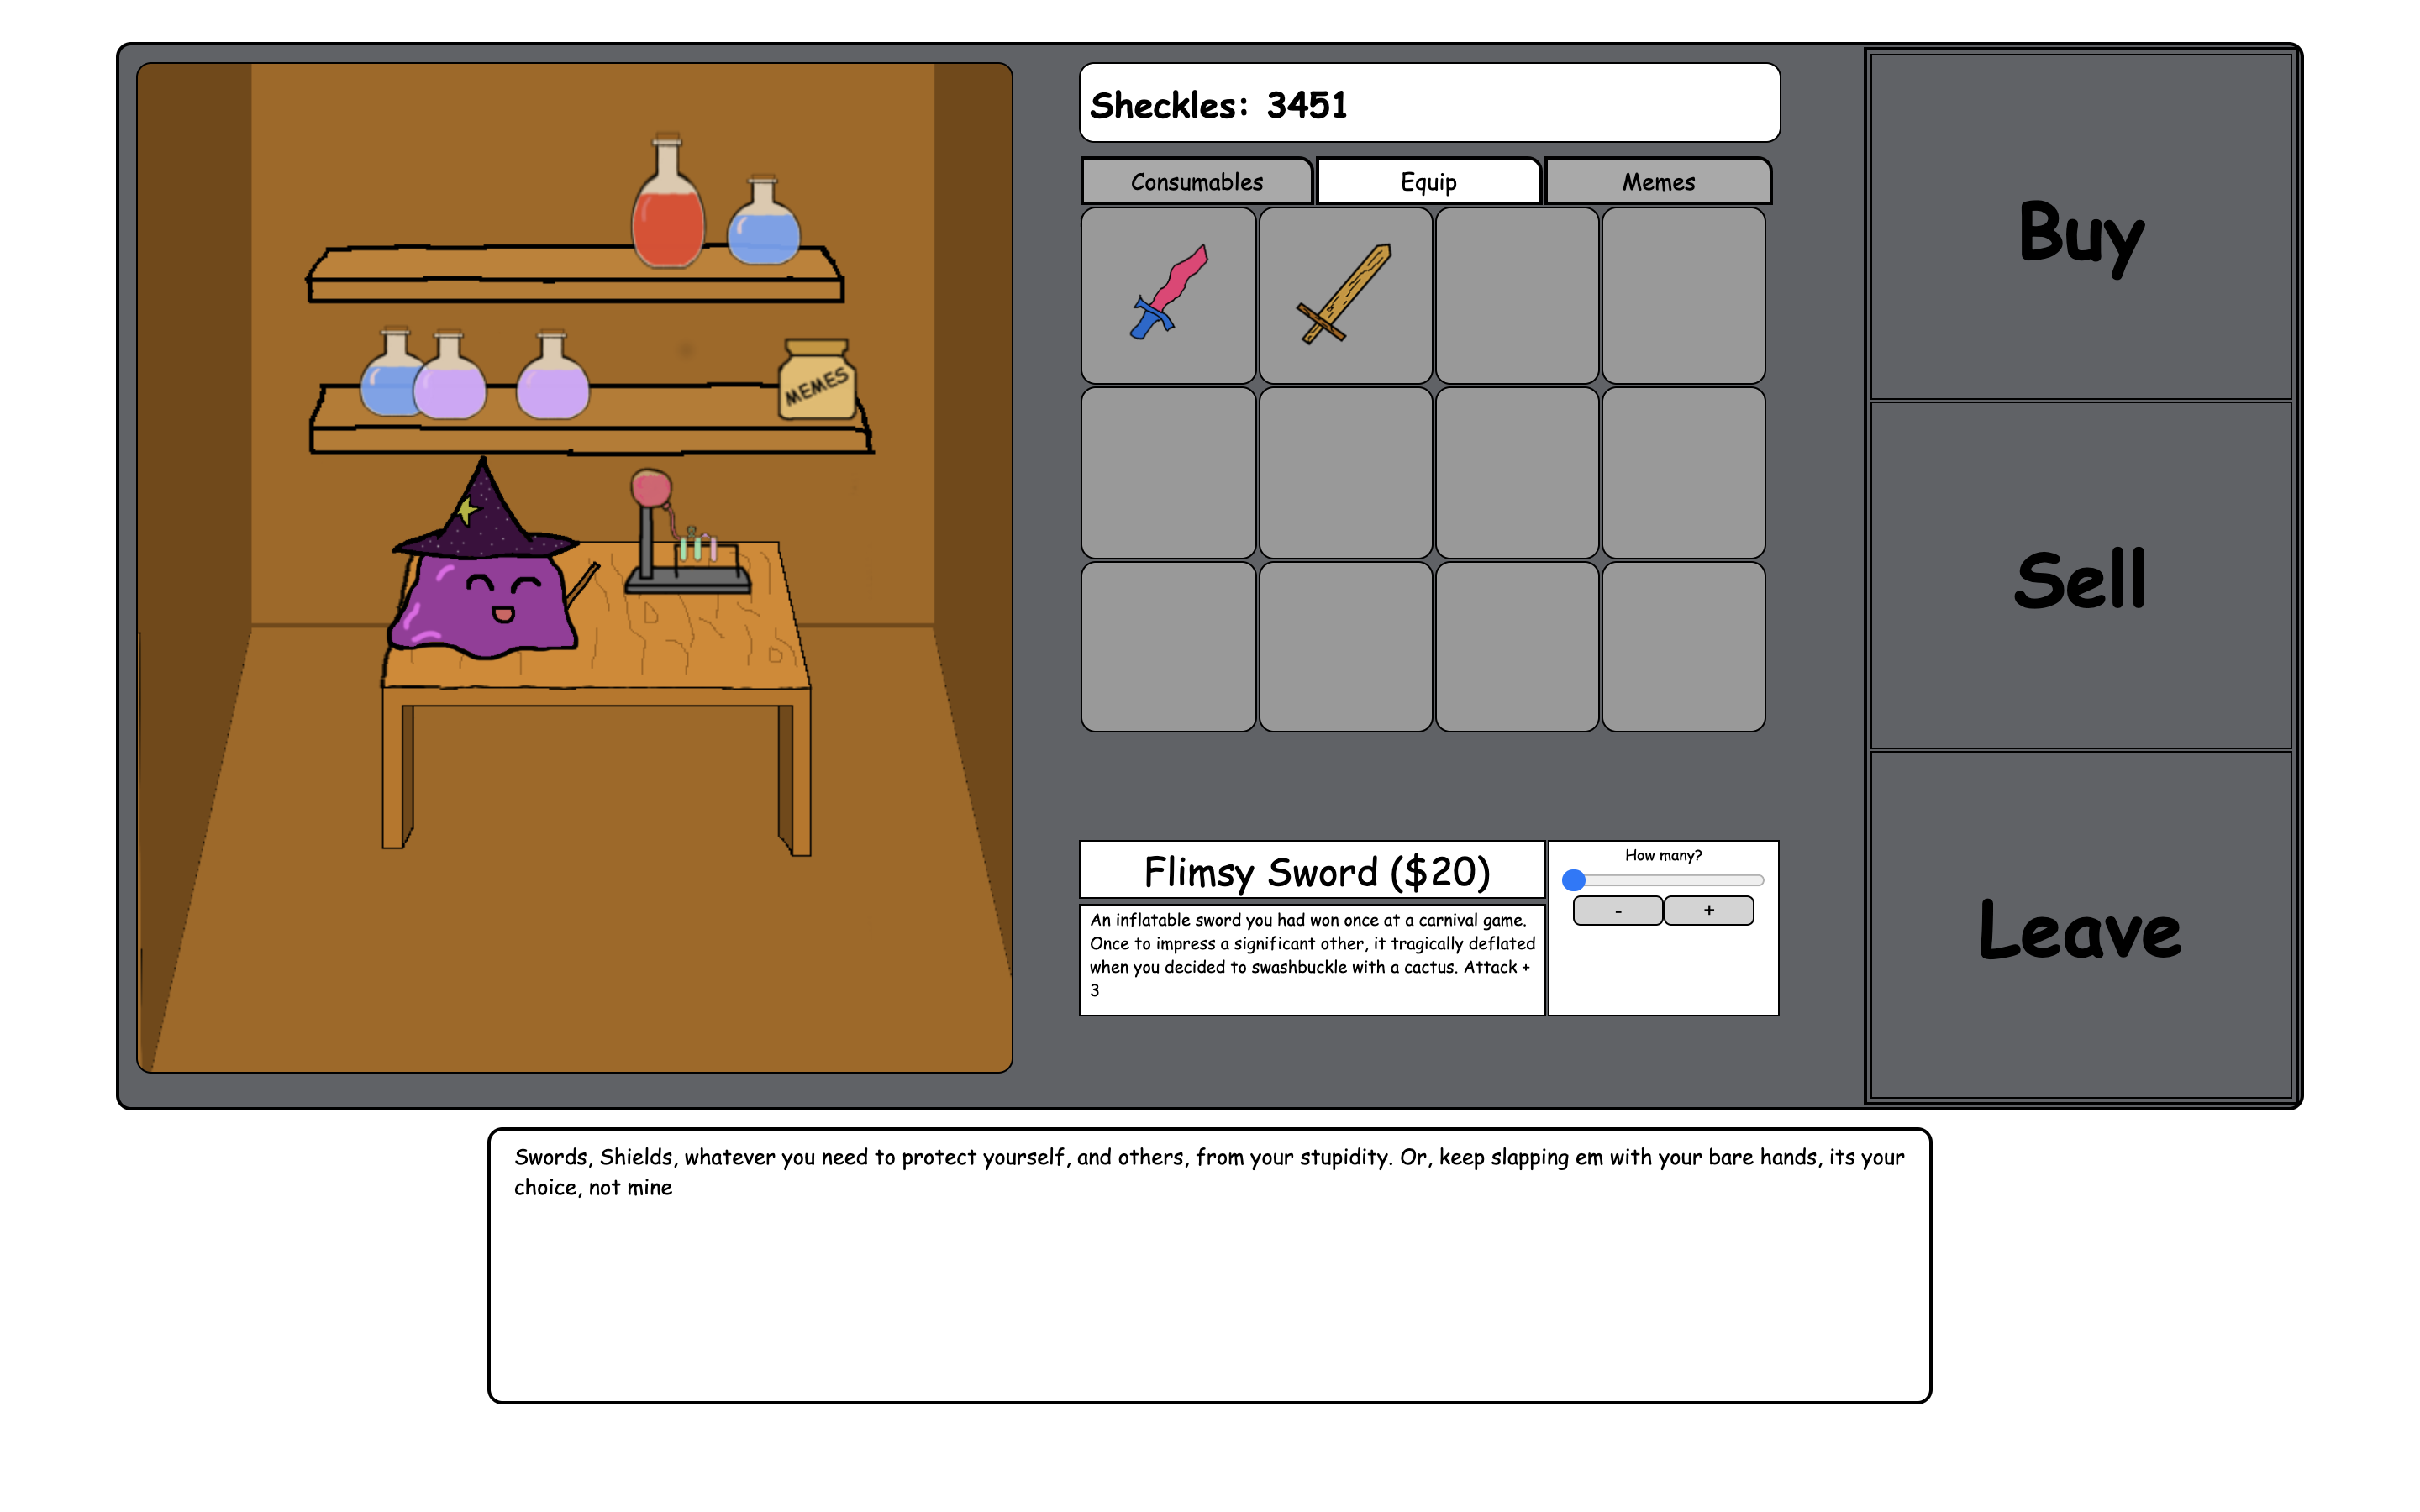 Sheckles: 3451
Consumables
Equip
Memes
Buy
MEMES
Sell
Flimsy Sword ($20)
An inflatable sword you had won once at a carnival game.
Once to impress a significant other, it tragically deflated
when you decided to swashbuckle with a cactus. Attack +
3
How many?
-
+
Leave
Swords, Shields, whatever you need to protect yourself, and others, from your stupidity. Or, keep slapping em with your bare hands, its your
choice, not mine